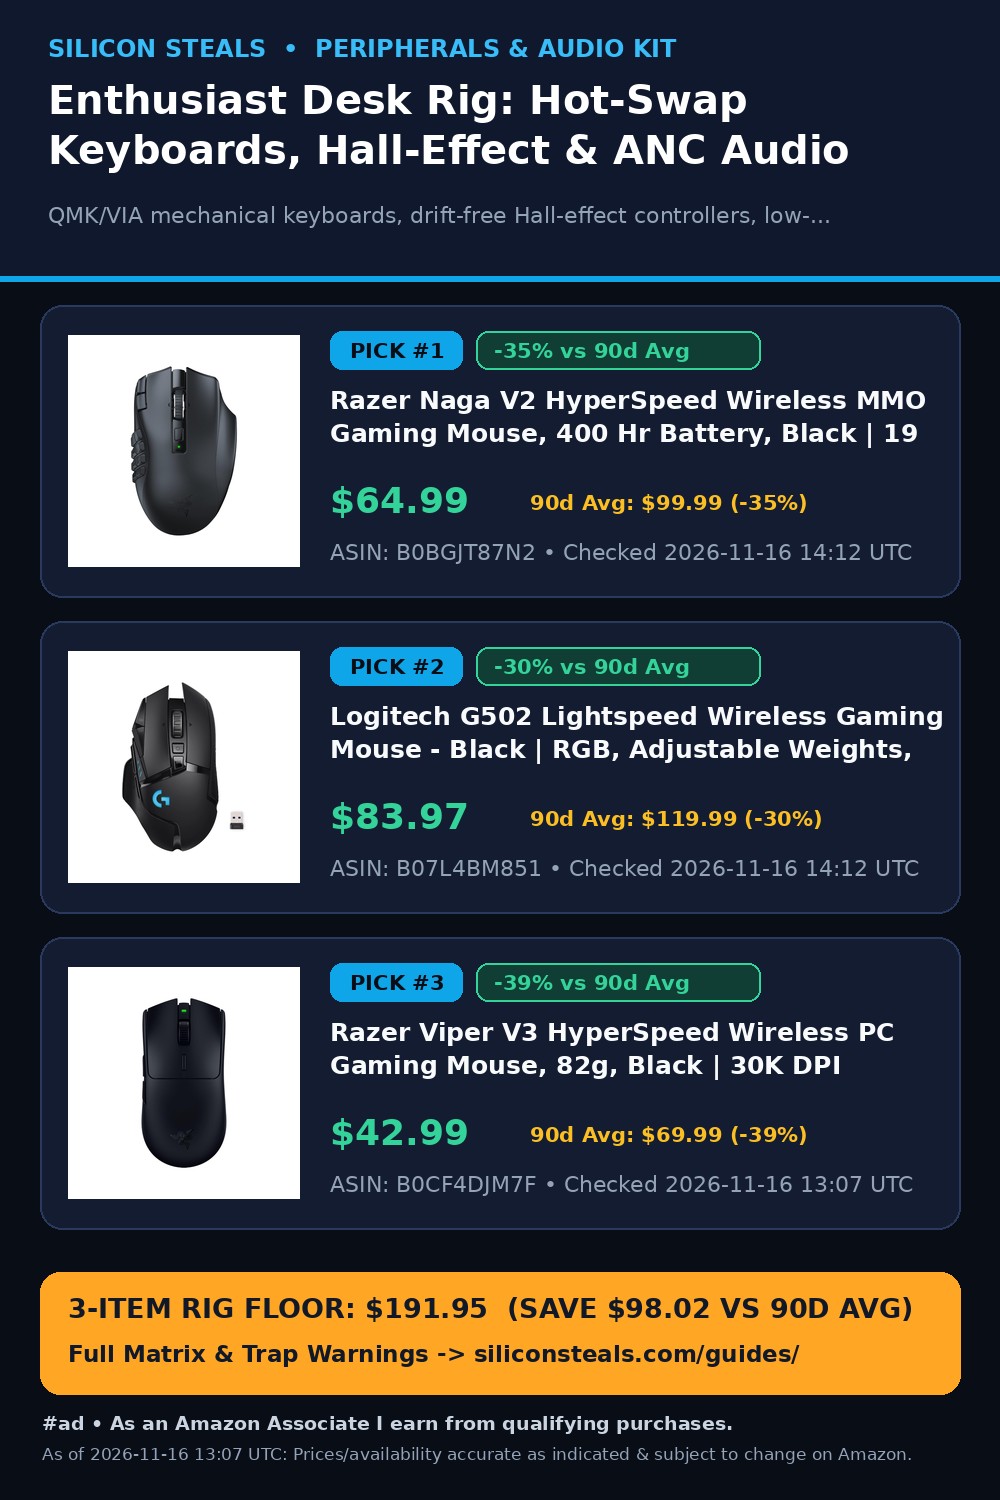 SILICON STEALS • PERIPHERALS & AUDIO KIT
Enthusiast Desk Rig: Hot-Swap
Keyboards, Hall-Effect & ANC Audio
QMK/VIA mechanical keyboards, drift-free Hall-effect controllers, low-...
PICK #1
-35% vs 90d Avg
Razer Naga V2 HyperSpeed Wireless MMO
Gaming Mouse, 400 Hr Battery, Black | 19
$64.99
90d Avg: $99.99 (-35%)
ASIN: B0BGJT87N2 • Checked 2026-11-16 14:12 UTC
PICK #2
-30% vs 90d Avg
Logitech G502 Lightspeed Wireless Gaming
Mouse - Black | RGB, Adjustable Weights,
$83.97
90d Avg: $119.99 (-30%)
ASIN: B07L4BM851 • Checked 2026-11-16 14:12 UTC
PICK #3
-39% vs 90d Avg
Razer Viper V3 HyperSpeed Wireless PC
Gaming Mouse, 82g, Black | 30K DPI
$42.99
90d Avg: $69.99 (-39%)
ASIN: B0CF4DJM7F • Checked 2026-11-16 13:07 UTC
3-ITEM RIG FLOOR: $191.95 (SAVE $98.02 VS 90D AVG)
Full Matrix & Trap Warnings -> siliconsteals.com/guides/
#ad • As an Amazon Associate I earn from qualifying purchases.
As of 2026-11-16 13:07 UTC: Prices/availability accurate as indicated & subject to change on Amazon.